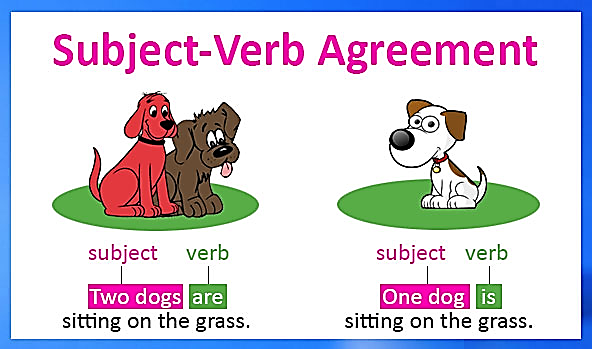 Subject-Verb Agreement
subject verb
Two dogs are
sitting on the grass.
subject verb
One dog is
sitting on the grass.